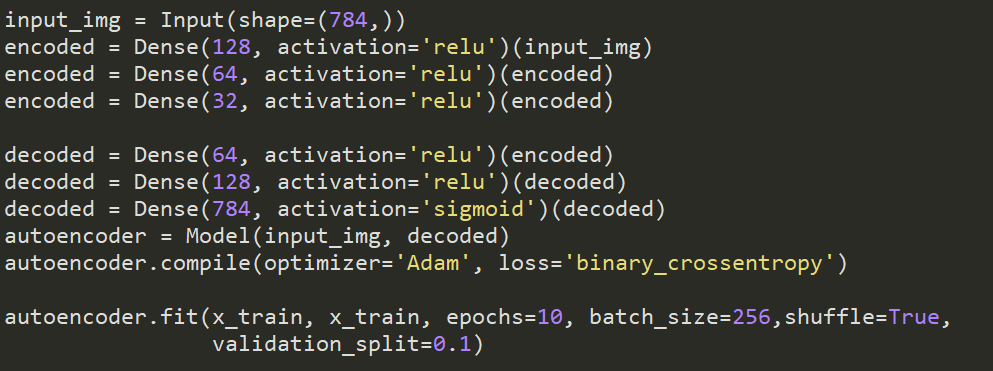 input_img = Input(shape=(784,))
encoded = Dense(128, activation='relu')(input_img)
encoded = Dense(64, activation='relu')(encoded)
encoded = Dense(32, activation='relu')(encoded)

decoded = Dense(64, activation='relu')(encoded)
decoded = Dense(128, activation='relu')(decoded)
decoded = Dense(784, activation='sigmoid')(decoded)
autoencoder = Model(input_img, decoded)
autoencoder.compile(optimizer='Adam', loss='binary_crossentropy')

autoencoder.fit(x_train, x_train, epochs=10, batch_size=256,shuffle=True,
                validation_split=0.1)